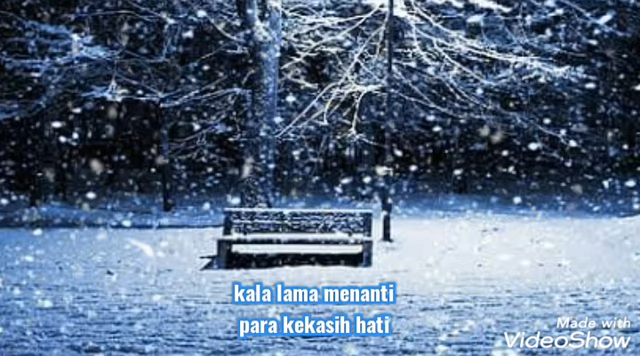 kala lama menanti
para kekasih hati
Made with
VideoShow